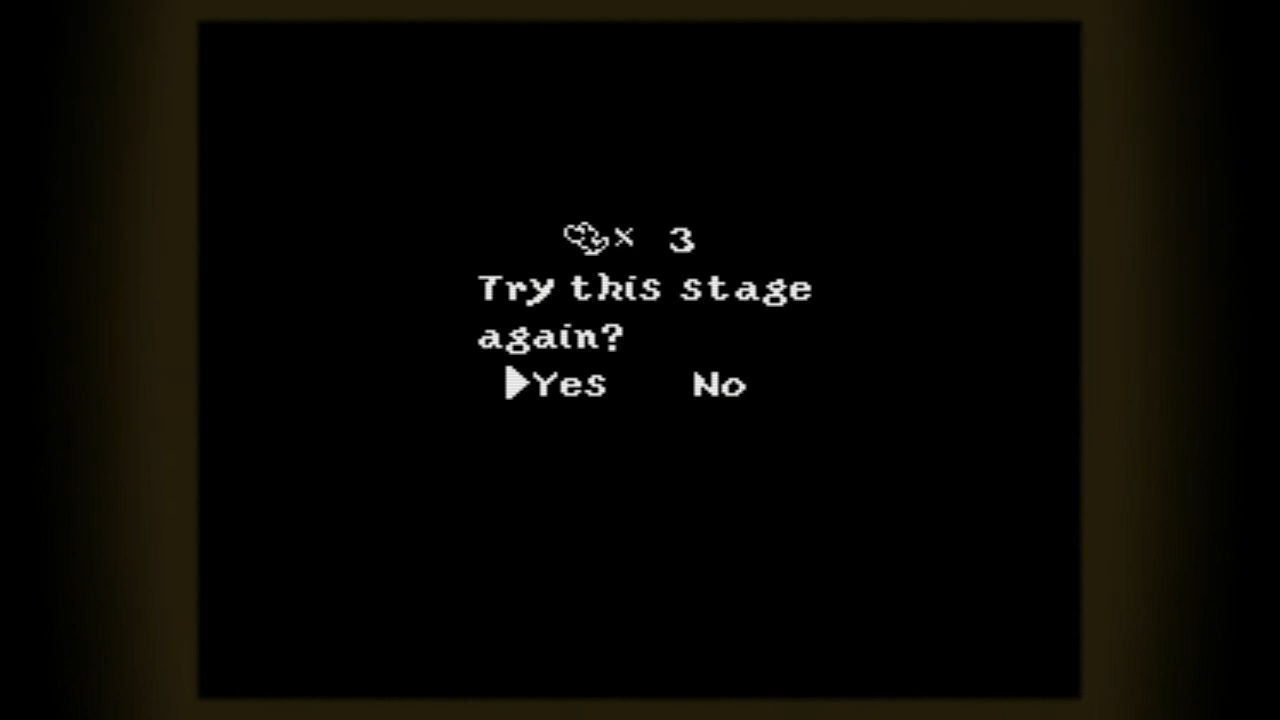 × 3
Try this stage
again?
▶Yes No